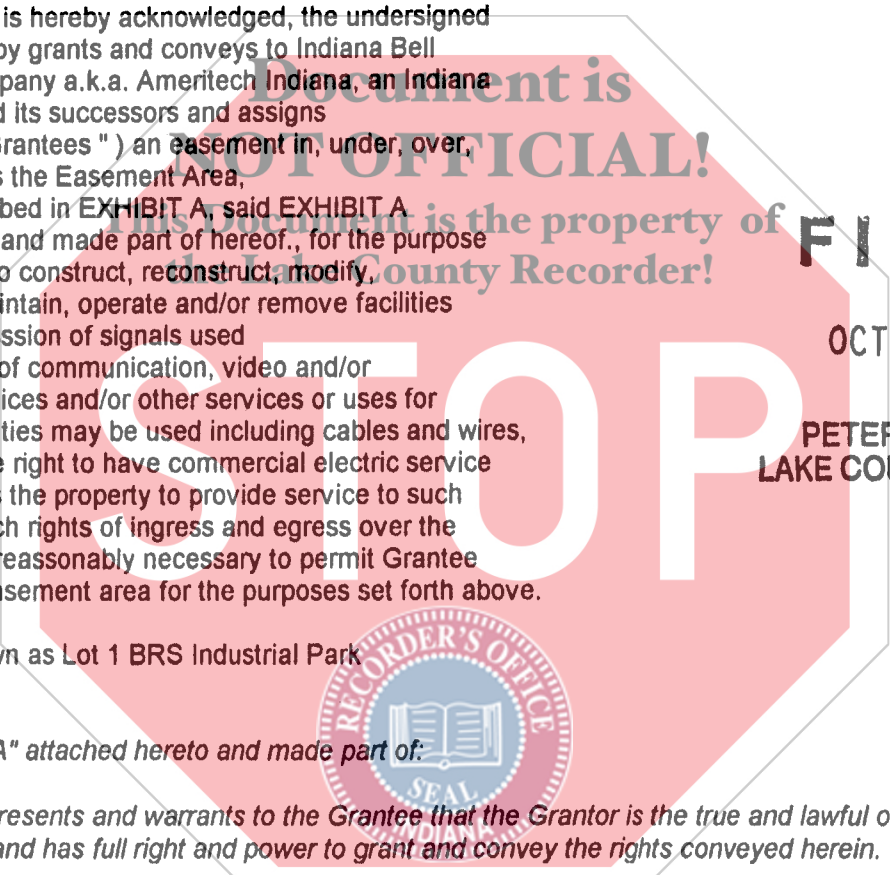 is hereby acknowledged, the undersigned
by grants and conveys to Indiana Bell
pany a.k.a. Ameritech Indiana, an Indiana
d its successors and assigns
Grantees " ) an easement in, under, over,
s the Easement Area,
bed in EXHIBIT A, said EXHIBIT A
and made part of hereof., for the purpose
o construct, reconstruct, modify,
intain, operate and/or remove facilities
ssion of signals used
of communication, video and/or
ices and/or other services or uses for
ties may be used including cables and wires,
e right to have commercial electric service
s the property to provide service to such
ch rights of ingress and egress over the
reassonably necessary to permit Grantee
asement area for the purposes set forth above.
wn as Lot 1 BRS Industrial Park
A" attached hereto and made part of:
resents and warrants to the Grantee that the Grantor is the true and lawful o
and has full right and power to grant and convey the rights conveyed herein.
Document is
NOT OFFICIAL!
This Document is the property of
the Lake County Recorder!
STOP
RECORDER'S OFFICE
SEAL
INDIANA
FI
OCT
PETER
LAKE COU